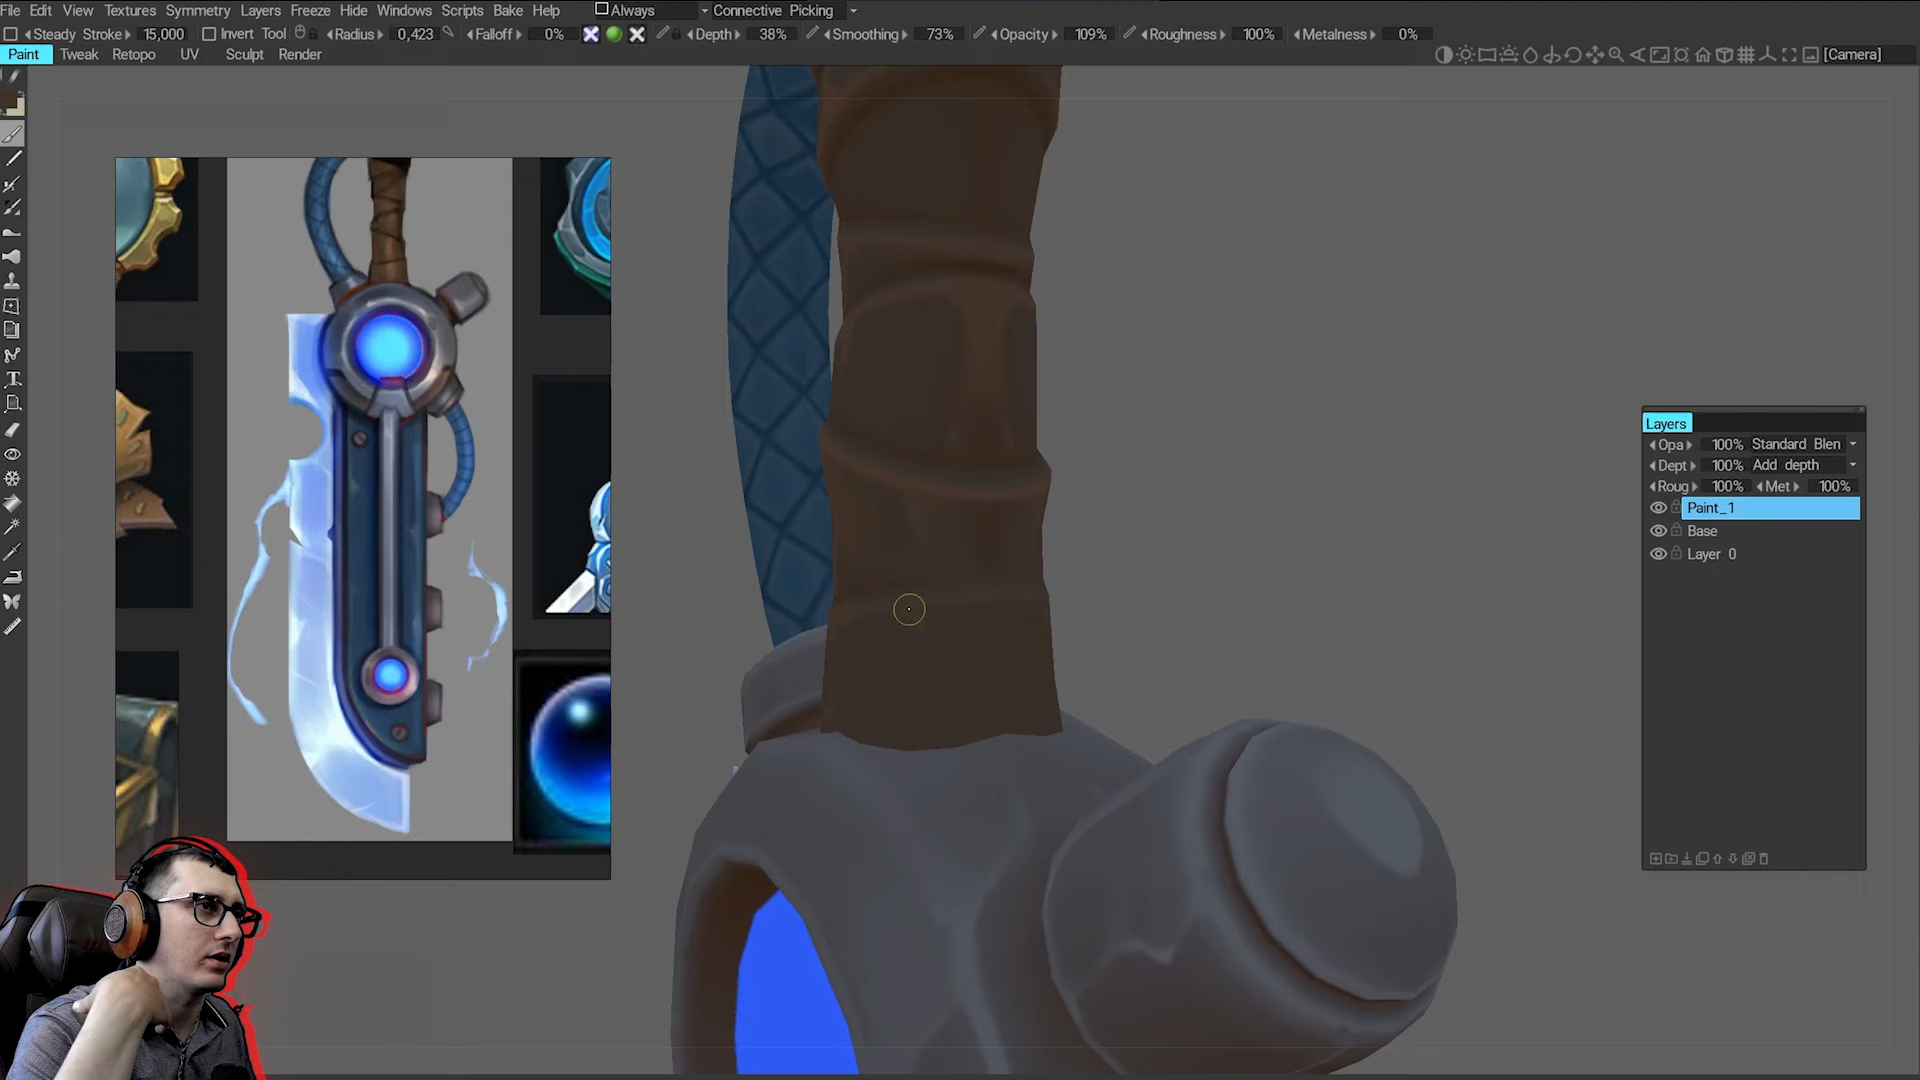 File Edit View Textures Symmetry Layers Freeze Hide Windows Scripts Bake Help Always Connective Picking
Steady Stroke 15,000 Invert Tool Radius 0,423 Falloff 0% Depth 38% Smoothing 73% Opacity 109% Roughness 100% Metalness 0%
Paint Tweak Retopo UV Sculpt Render [Camera]
Layers
Opa 100% Standard Blen
Dept 100% Add depth
Roug 100% Met 100%
Paint_1
Base
Layer 0